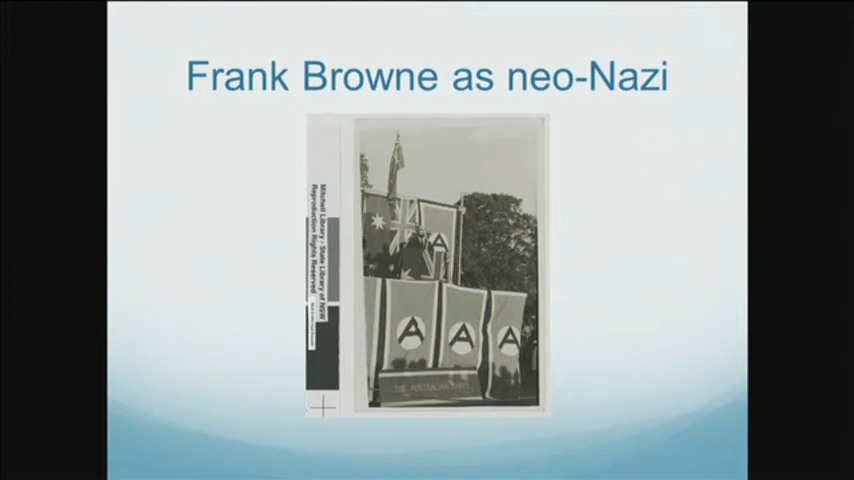 Frank Browne as neo-Nazi
Mitchell Library - State Library of NSW
Reproduction Rights Reserved
A
A A A
THE AUSTRALIAN PARTY